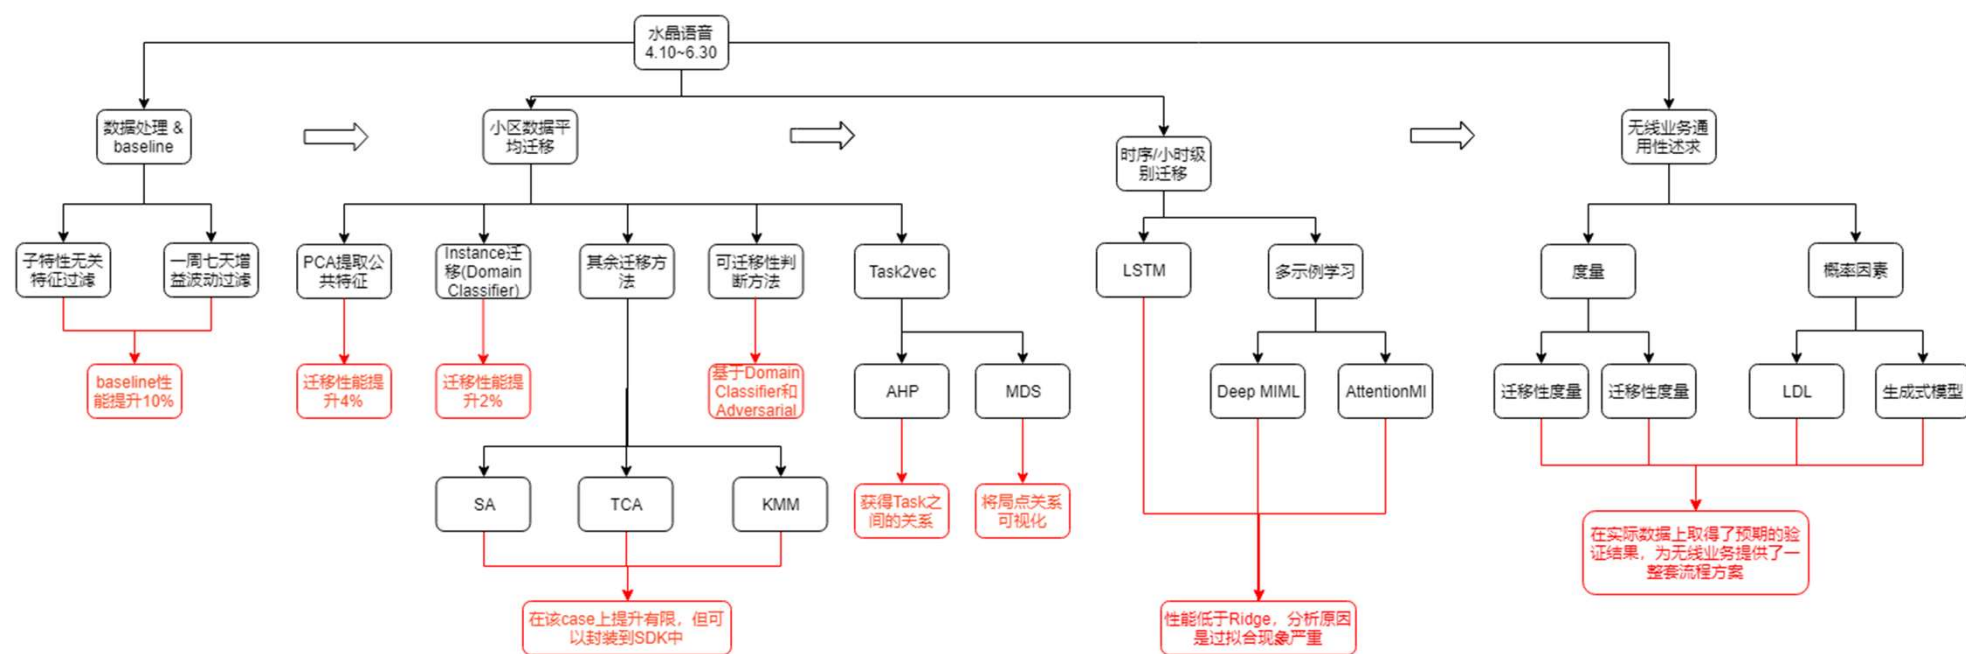 水晶语音
4.10~6.30
数据处理 &
baseline
小区数据平
均迁移
时序/小时级
别迁移
无线业务通
用性述求
子特性无关
特征过滤
一周七天增
益波动过滤
PCA提取公
共特征
Instance迁
移(Domain
Classifier)
其余迁移方
法
可迁移性判
断方法
Task2vec
LSTM
多示例学习
度量
概率因素
baseline性
能提升10%
迁移性能提
升4%
迁移性能提
升2%
基于Domain
Classifier和
Adversarial
AHP
MDS
Deep MIML
AttentionMI
迁移性度量
迁移性度量
LDL
生成式模型
SA
TCA
KMM
获得Task之
间的关系
将局点关系
可视化
在实际数据上取得了预期的验
证结果，为无线业务提供了一
整套流程方案
在该case上提升有限，但可
以封装到SDK中
性能低于Ridge，分析原因
是过拟合现象严重